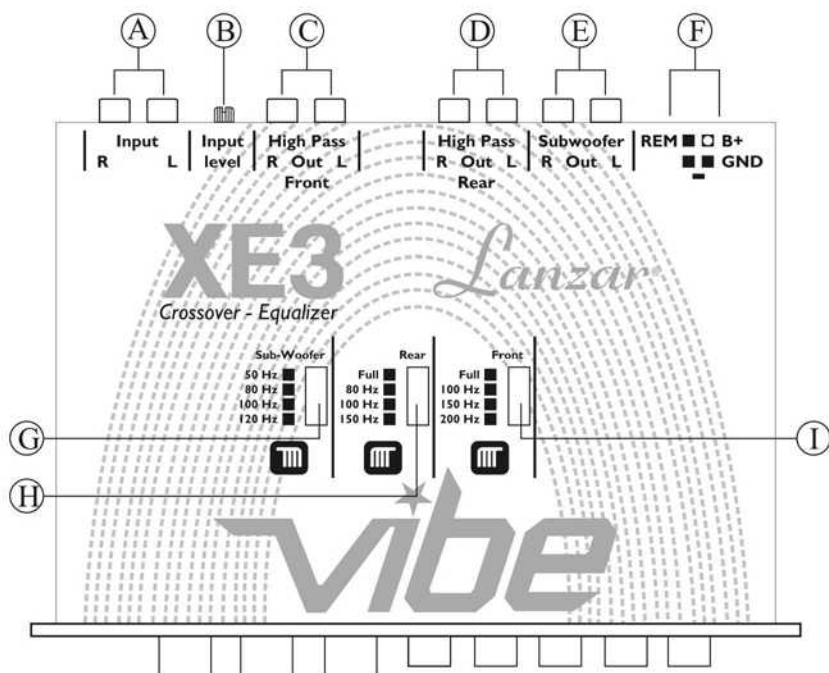 A B C D E F
Input Input High Pass High Pass Subwoofer REM B+
R L level R Out L R Out L R Out L GND
Front Rear
XE3 Lanzar
Crossover - Equalizer
Sub-Woofer Rear Front
50 Hz Full Full
80 Hz 80 Hz 100 Hz
100 Hz 100 Hz 150 Hz
120 Hz 150 Hz 200 Hz
G I
H
vibe